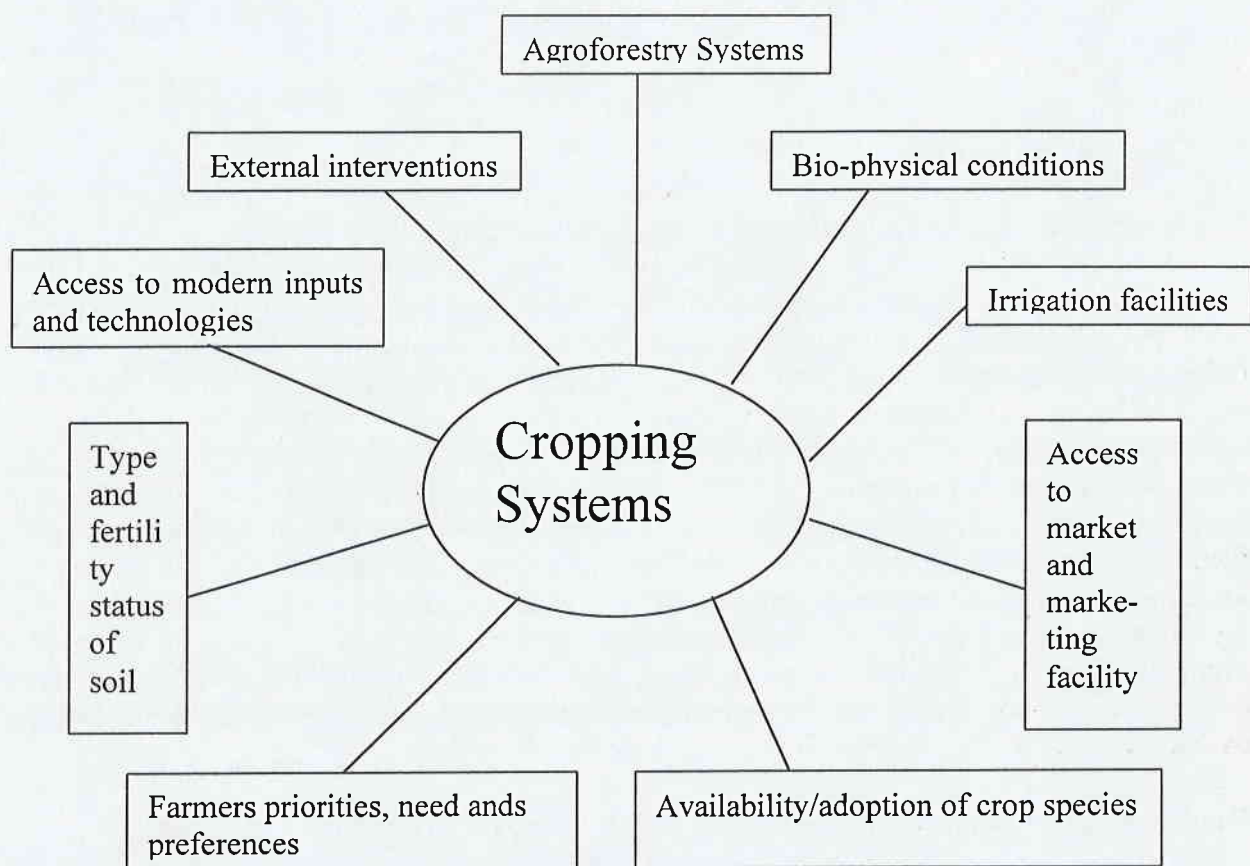 Agroforestry Systems
External interventions
Bio-physical conditions
Access to modern inputs
and technologies
Irrigation facilities
Cropping
Systems
Type
and
fertili
ty
status
of
soil
Access
to
market
and
marke-
ting
facility
Farmers priorities, need ands
preferences
Availability/adoption of crop species